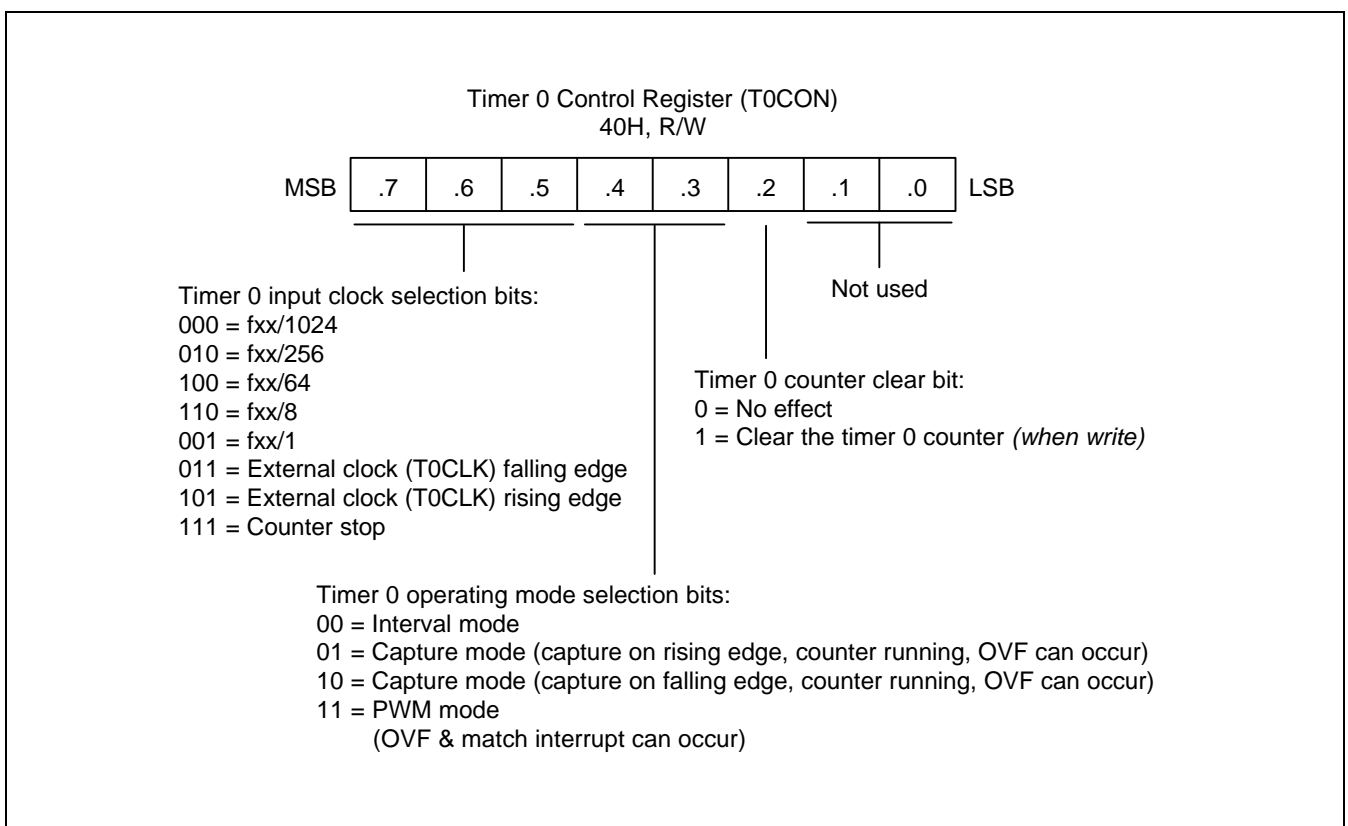 Timer 0 Control Register (T0CON)
40H, R/W
MSB .7 .6 .5 .4 .3 .2 .1 .0 LSB
Timer 0 input clock selection bits:
000 = fxx/1024
010 = fxx/256
100 = fxx/64
110 = fxx/8
001 = fxx/1
011 = External clock (T0CLK) falling edge
101 = External clock (T0CLK) rising edge
111 = Counter stop
Not used
Timer 0 counter clear bit:
0 = No effect
1 = Clear the timer 0 counter (when write)
Timer 0 operating mode selection bits:
00 = Interval mode
01 = Capture mode (capture on rising edge, counter running, OVF can occur)
10 = Capture mode (capture on falling edge, counter running, OVF can occur)
11 = PWM mode
(OVF & match interrupt can occur)